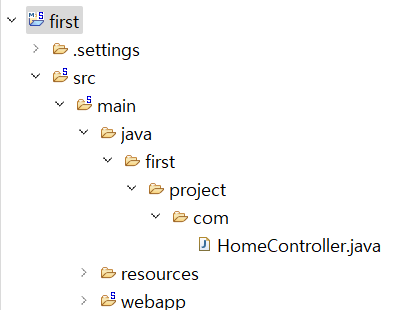 first
.settings
src
main
java
first
project
com
HomeController.java
resources
webapp